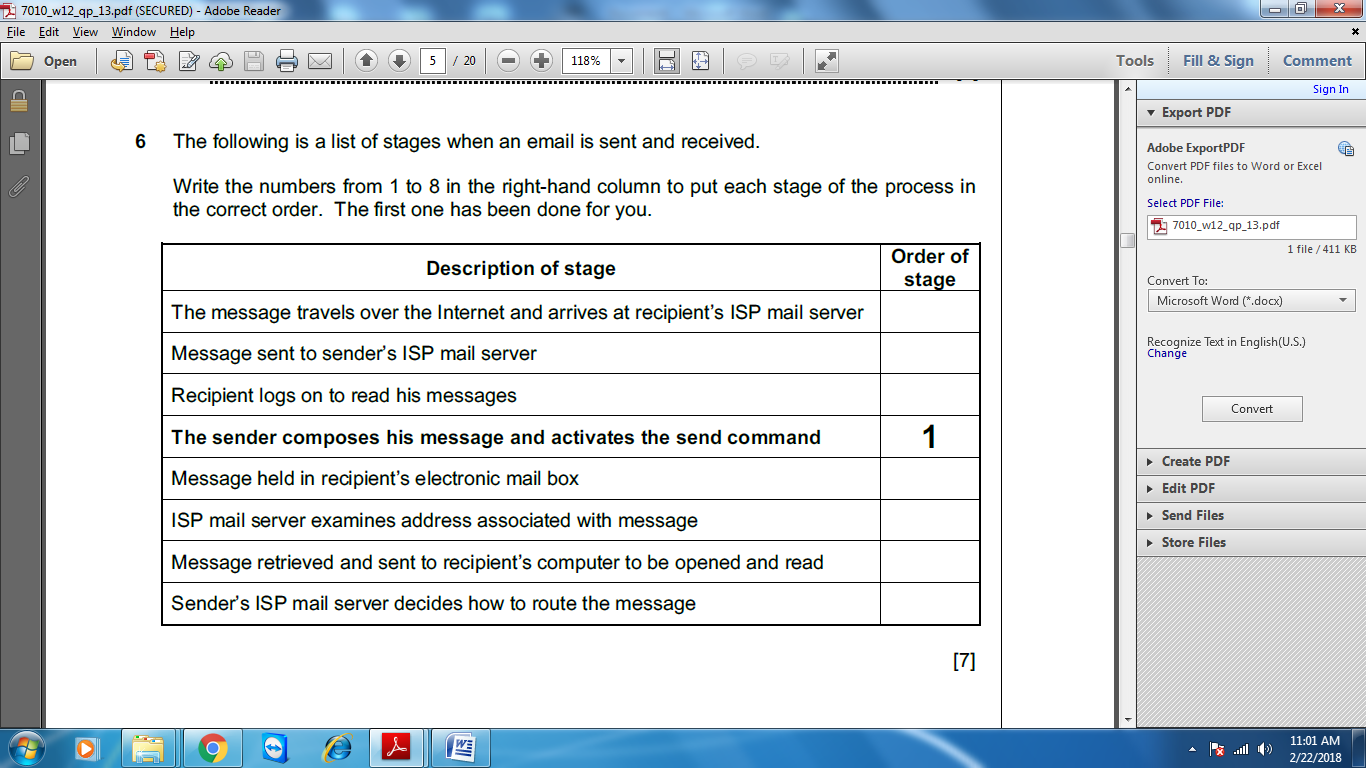 7010_w12_qp_13.pdf (SECURED) - Adobe Reader
File Edit View Window Help
Open 5 / 20 118% Tools Fill & Sign Comment
Sign In
6 The following is a list of stages when an email is sent and received.
Write the numbers from 1 to 8 in the right-hand column to put each stage of the process in
the correct order. The first one has been done for you.
Description of stage Order of stage
The message travels over the Internet and arrives at recipient's ISP mail server
Message sent to sender's ISP mail server
Recipient logs on to read his messages
The sender composes his message and activates the send command 1
Message held in recipient's electronic mail box
ISP mail server examines address associated with message
Message retrieved and sent to recipient's computer to be opened and read
Sender's ISP mail server decides how to route the message
[7]
Export PDF
Adobe ExportPDF
Convert PDF files to Word or Excel
online.
Select PDF File:
7010_w12_qp_13.pdf
1 file / 411 KB
Convert To:
Microsoft Word (*.docx)
Recognize Text in English(U.S.)
Change
Convert
Create PDF
Edit PDF
Send Files
Store Files
11:01 AM
2/22/2018